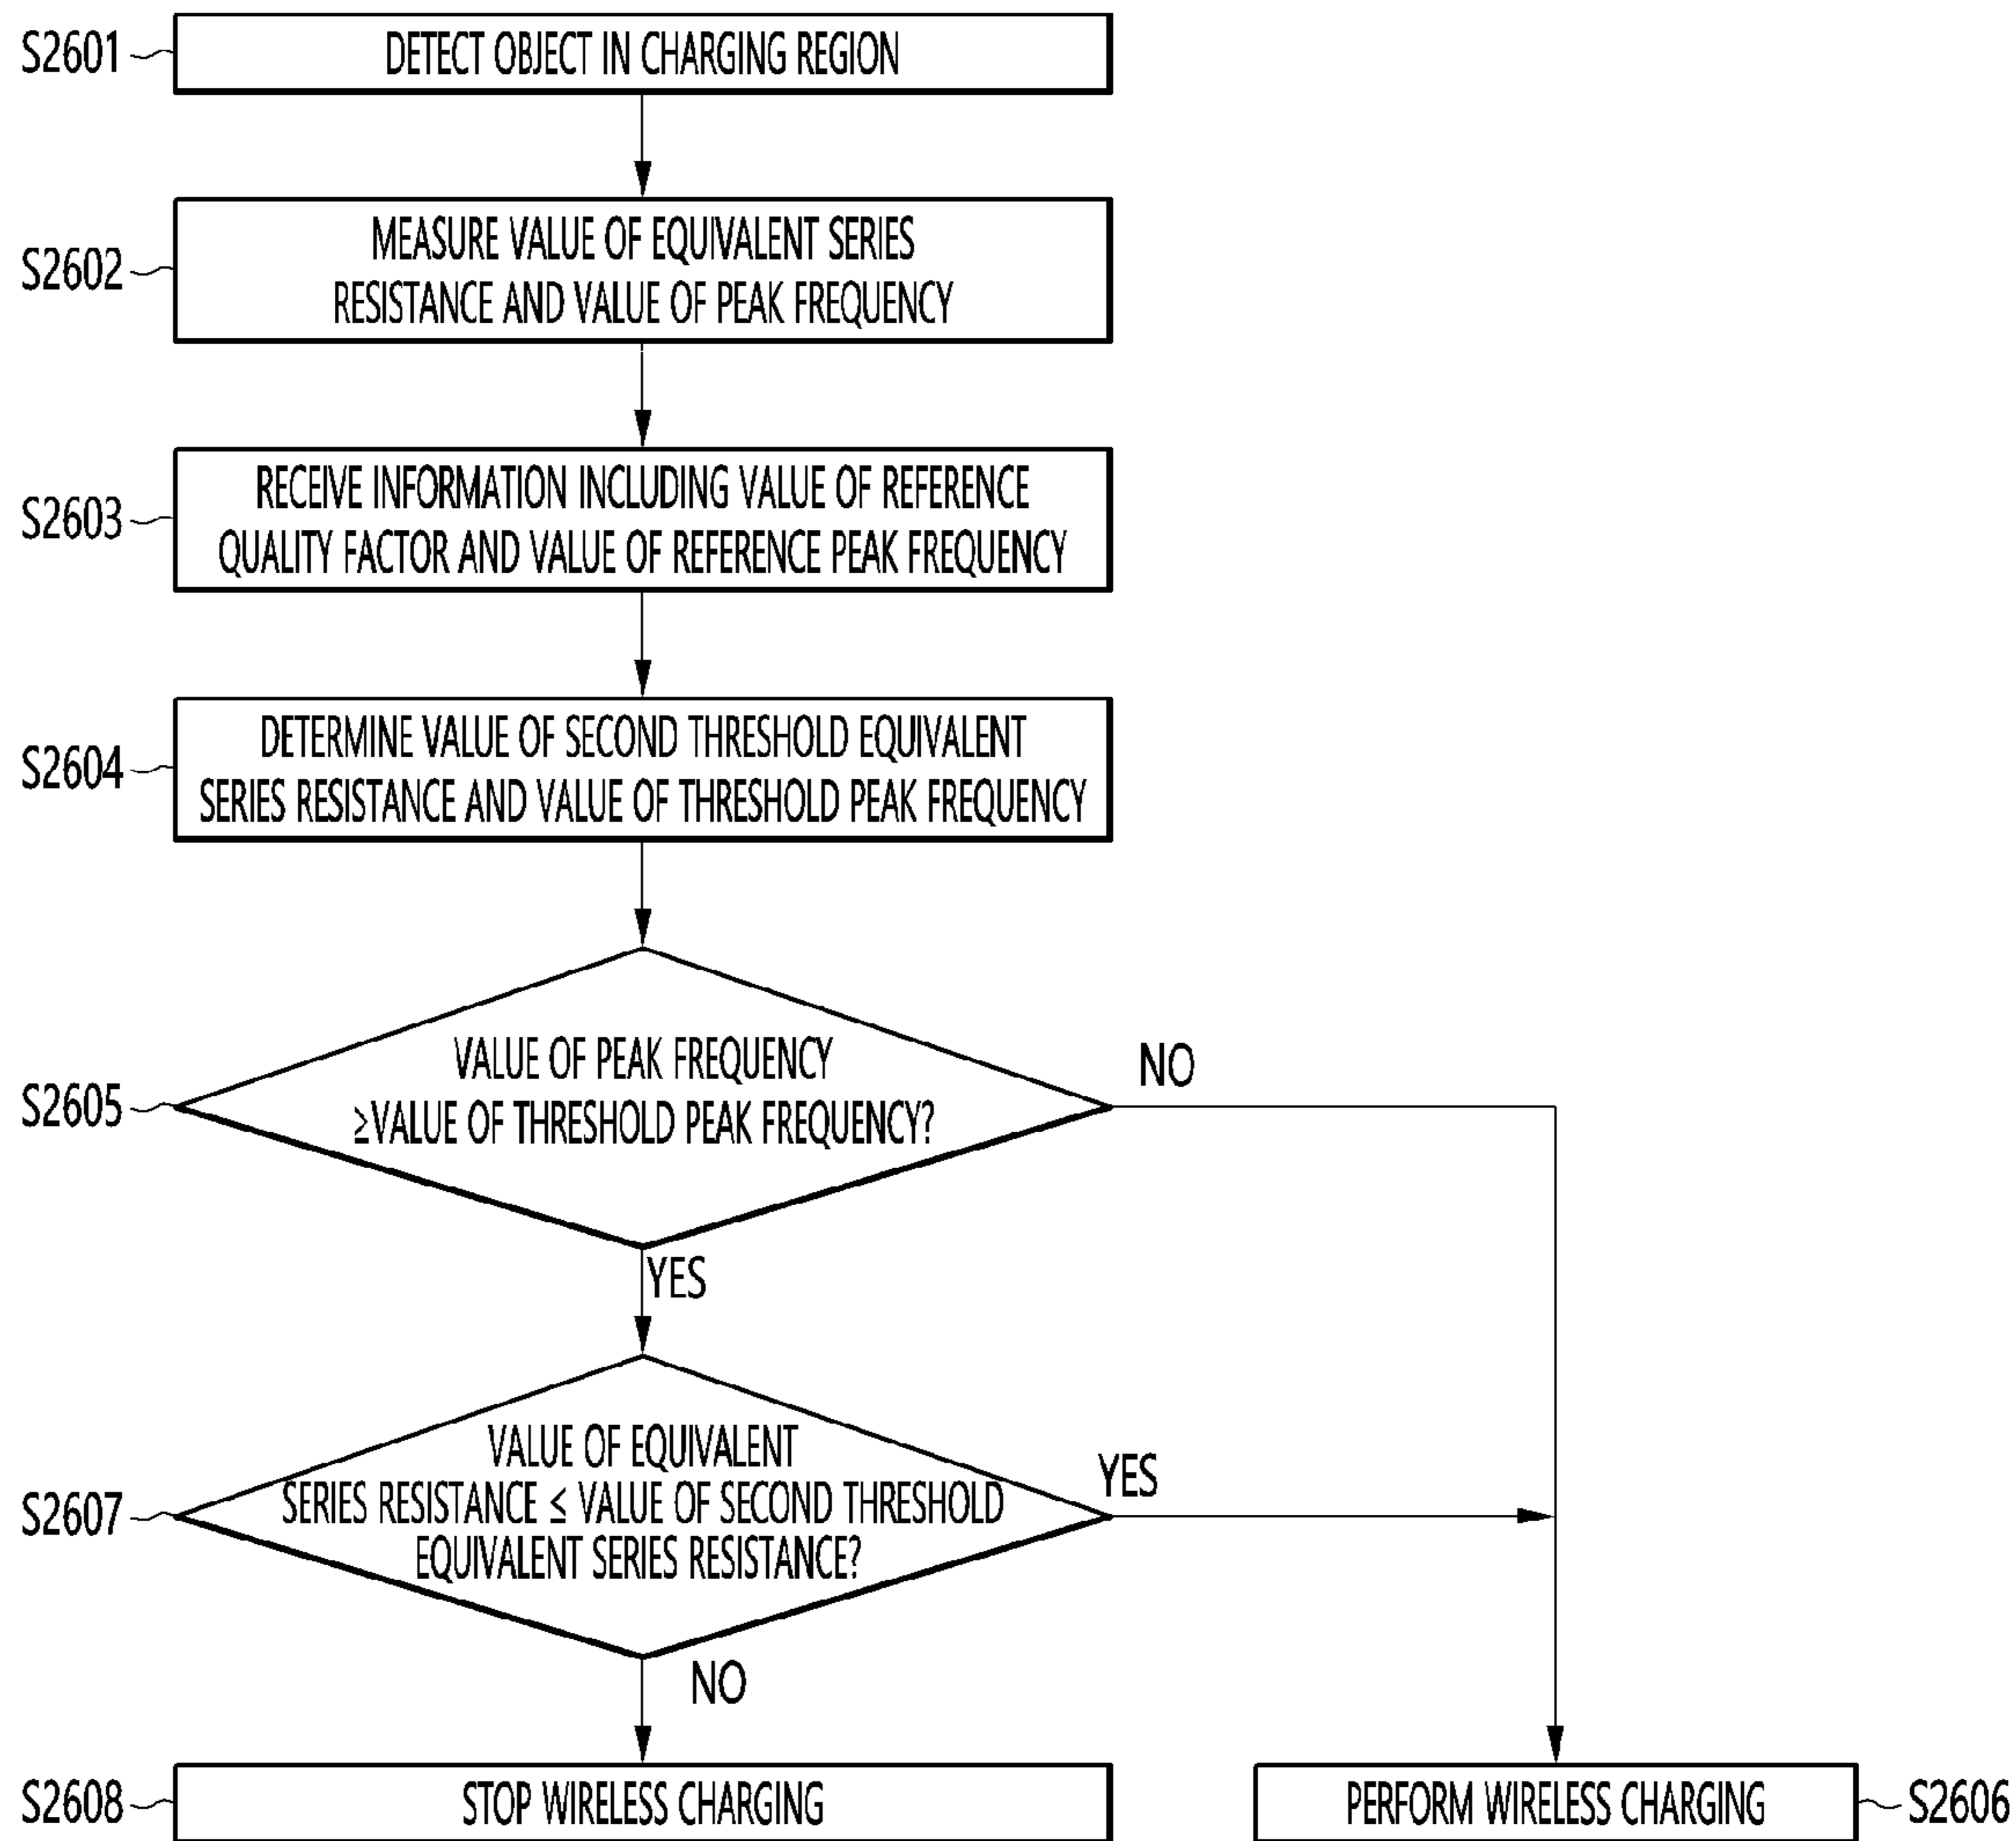 S2601
DETECT OBJECT IN CHARGING REGION
S2602
MEASURE VALUE OF EQUIVALENT SERIES
RESISTANCE AND VALUE OF PEAK FREQUENCY
S2603
RECEIVE INFORMATION INCLUDING VALUE OF REFERENCE
QUALITY FACTOR AND VALUE OF REFERENCE PEAK FREQUENCY
S2604
DETERMINE VALUE OF SECOND THRESHOLD EQUIVALENT
SERIES RESISTANCE AND VALUE OF THRESHOLD PEAK FREQUENCY
S2605
VALUE OF PEAK FREQUENCY
≥VALUE OF THRESHOLD PEAK FREQUENCY?
NO
YES
S2607
VALUE OF EQUIVALENT
SERIES RESISTANCE ≤ VALUE OF SECOND THRESHOLD
EQUIVALENT SERIES RESISTANCE?
YES
NO
S2608
STOP WIRELESS CHARGING
PERFORM WIRELESS CHARGING
S2606